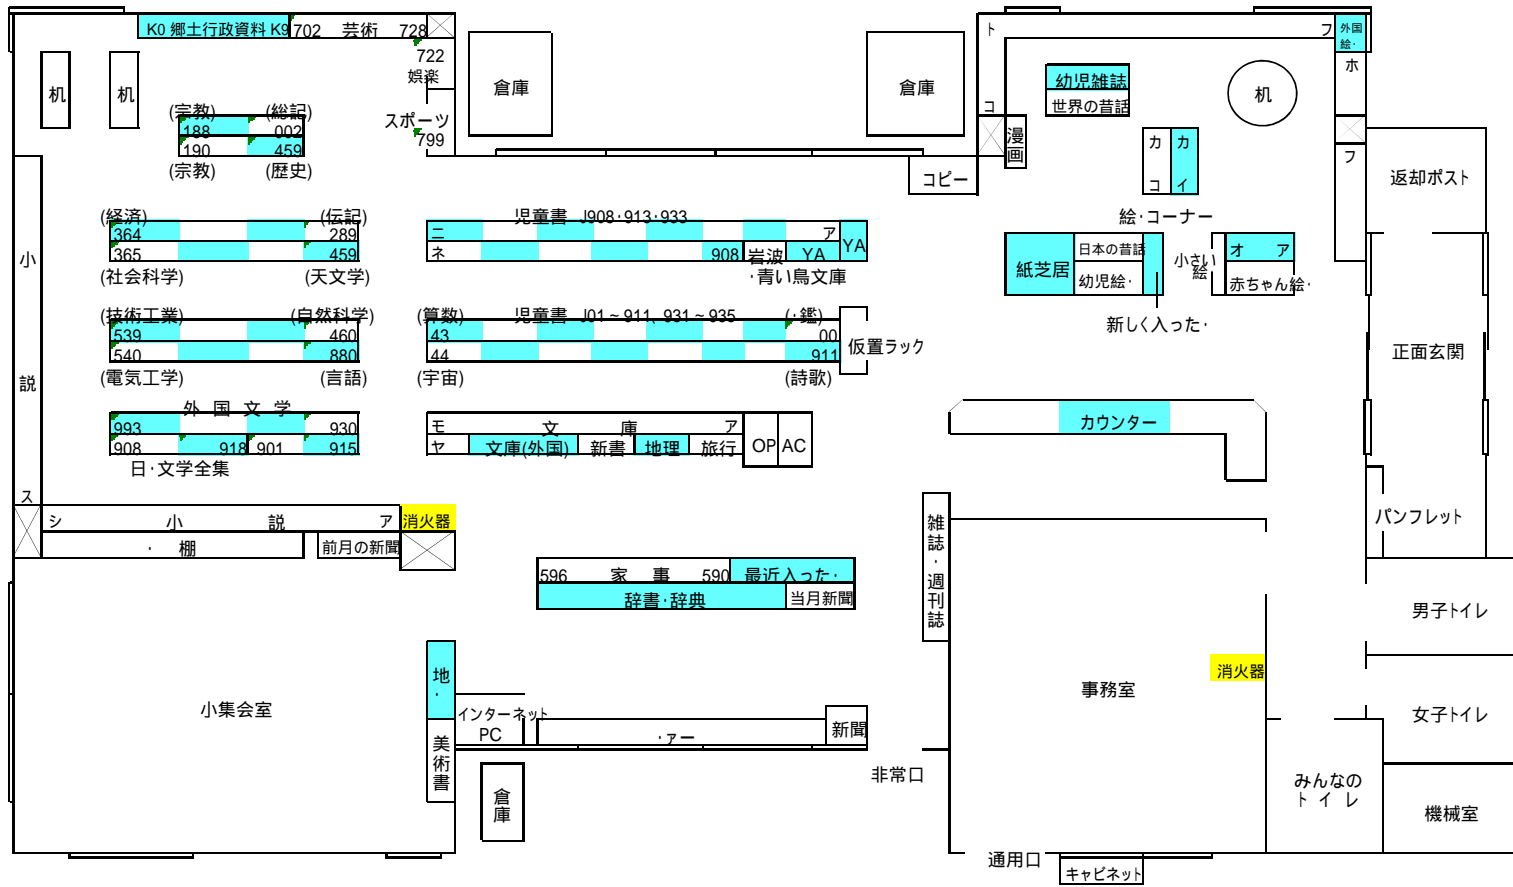 K0 郷土行政資料 K9
702 芸術 728
722
娯楽
スポーツ
799
机
机
(宗教) (総記)
188 002
190 459
(宗教) (歴史)
倉庫
倉庫
コピー
ト フ
外国
絵・
ホ
コ
漫画
幼児雑誌
世界の昔話
机
カ コ
カ イ
フ
返却ポスト
絵・コーナー
紙芝居
日本の昔話
幼児絵・
小さい
絵
オ ア
赤ちゃん絵・
新しく入った・
小説
ス
(経済) (伝記)
364 289
365 459
(社会科学) (天文学)
児童書 J908・913・933
ニ ア
ネ 908
岩波
YA
YA
・青い鳥文庫
(技術工業) (自然科学)
539 460
540 880
(電気工学) (言語)
(算数) 児童書 J01~911、931~935 (・鑑)
43 00
44 911
(宇宙) (詩歌)
仮置ラック
正面玄関
外国文学
993 930
908 918 901 915
日・文学全集
モ 文庫 ア
ヤ 文庫(外国) 新書 地理 旅行
OP AC
カウンター
シ 小説 ア
消火器
・ 棚
前月の新聞
雑誌・週刊誌
パンフレット
596 家事 590 最近入った・
辞書・辞典 当月新聞
男子トイレ
小集会室
地・
美術書
インターネット
PC
・ァー
新聞
事務室
消火器
女子トイレ
倉庫
非常口
みんなの
トイレ
機械室
通用口
キャビネット